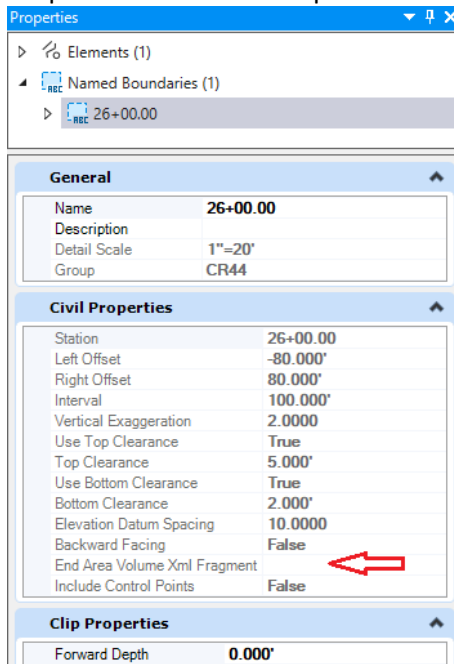 Properties
Elements (1)
Named Boundaries (1)
ABC
26+00.00
ABC
General
Name 26+00.00
Description
Detail Scale 1"=20'
Group CR44
Civil Properties
Station 26+00.00
Left Offset -80.000'
Right Offset 80.000'
Interval 100.000'
Vertical Exaggeration 2.0000
Use Top Clearance True
Top Clearance 5.000'
Use Bottom Clearance True
Bottom Clearance 2.000'
Elevation Datum Spacing 10.0000
Backward Facing False
End Area Volume Xml Fragment
Include Control Points False
Clip Properties
Forward Depth 0.000'